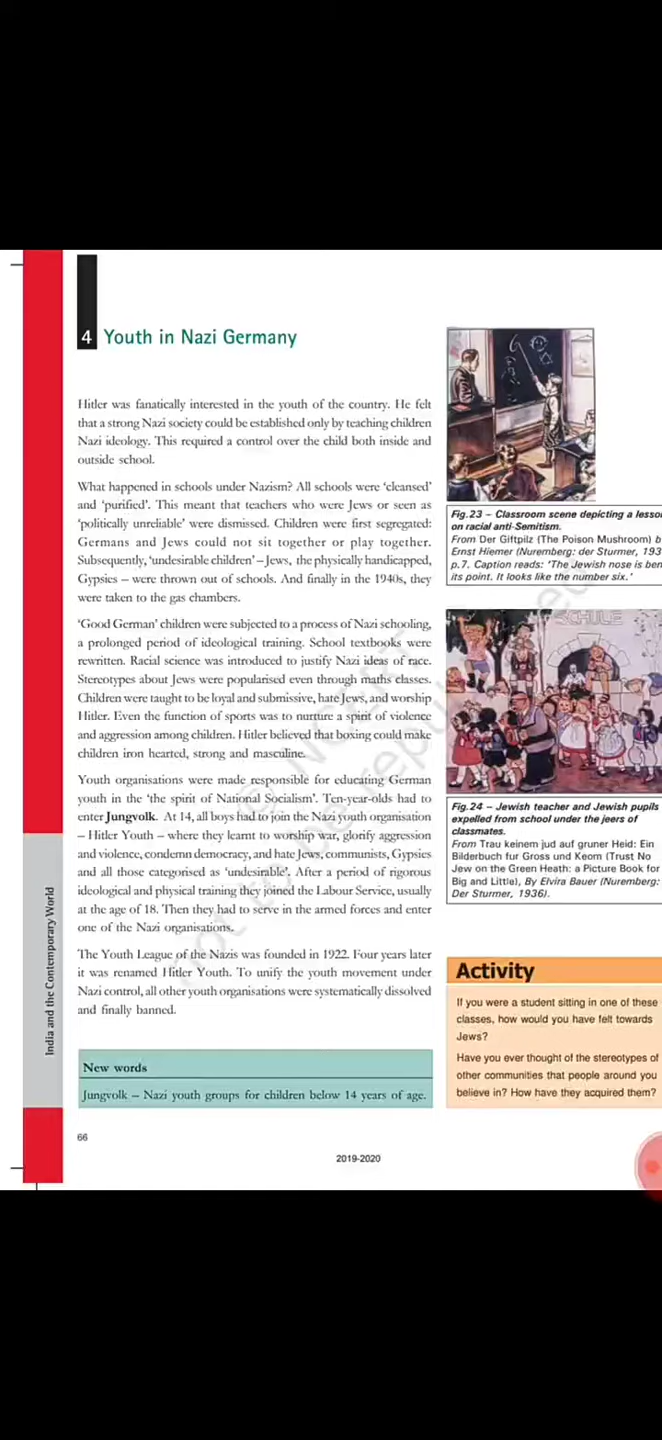 4 Youth in Nazi Germany
Hitler was fanatically interested in the youth of the country. He felt
that a strong Nazi society could be established only by teaching children
Nazi ideology. This required a control over the child both inside and
outside school.
What happened in schools under Nazism? All schools were ‘cleansed’
and ‘purified’. This meant that teachers who were Jews or seen as
‘politically unreliable’ were dismissed. Children were first segregated:
Germans and Jews could not sit together or play together.
Subsequently, ‘undesirable children’ – Jews, the physically handicapped,
Gypsies – were thrown out of schools. And finally in the 1940s, they
were taken to the gas chambers.
‘Good German’ children were subjected to a process of Nazi schooling,
a prolonged period of ideological training. School textbooks were
rewritten. Racial science was introduced to justify Nazi ideas of race.
Stereotypes about Jews were popularised even through maths classes.
Children were taught to be loyal and submissive, hate Jews, and worship
Hitler. Even the function of sports was to nurture a spirit of violence
and aggression among children. Hitler believed that boxing could make
children iron hearted, strong and masculine.
Youth organisations were made responsible for educating German
youth in the ‘the spirit of National Socialism’. Ten-year-olds had to
enter Jungvolk. At 14, all boys had to join the Nazi youth organisation
– Hitler Youth – where they learnt to worship war, glorify aggression
and violence, condemn democracy, and hate Jews, communists, Gypsies
and all those categorised as ‘undesirable’. After a period of rigorous
ideological and physical training they joined the Labour Service, usually
at the age of 18. Then they had to serve in the armed forces and enter
one of the Nazi organisations.
The Youth League of the Nazis was founded in 1922. Four years later
it was renamed Hitler Youth. To unify the youth movement under
Nazi control, all other youth organisations were systematically dissolved
and finally banned.
New words
Jungvolk – Nazi youth groups for children below 14 years of age.
Fig.23 – Classroom scene depicting a lesso
on racial anti-Semitism.
From Der Giftpilz (The Poison Mushroom) b
Ernst Hiemer (Nuremberg: der Sturmer, 193
p.7. Caption reads: ‘The Jewish nose is ben
its point. It looks like the number six.’
SCHULE
Fig.24 – Jewish teacher and Jewish pupils
expelled from school under the jeers of
classmates.
From Trau keinem jud auf gruner Heid: Ein
Bilderbuch fur Gross und Keom (Trust No
Jew on the Green Heath: a Picture Book for
Big and Little), By Elvira Bauer (Nuremberg:
Der Sturmer, 1936).
Activity
If you were a student sitting in one of these
classes, how would you have felt towards
Jews?
Have you ever thought of the stereotypes of
other communities that people around you
believe in? How have they acquired them?
India and the Contemporary World
66
2019-2020
© NCERT
not to be republished